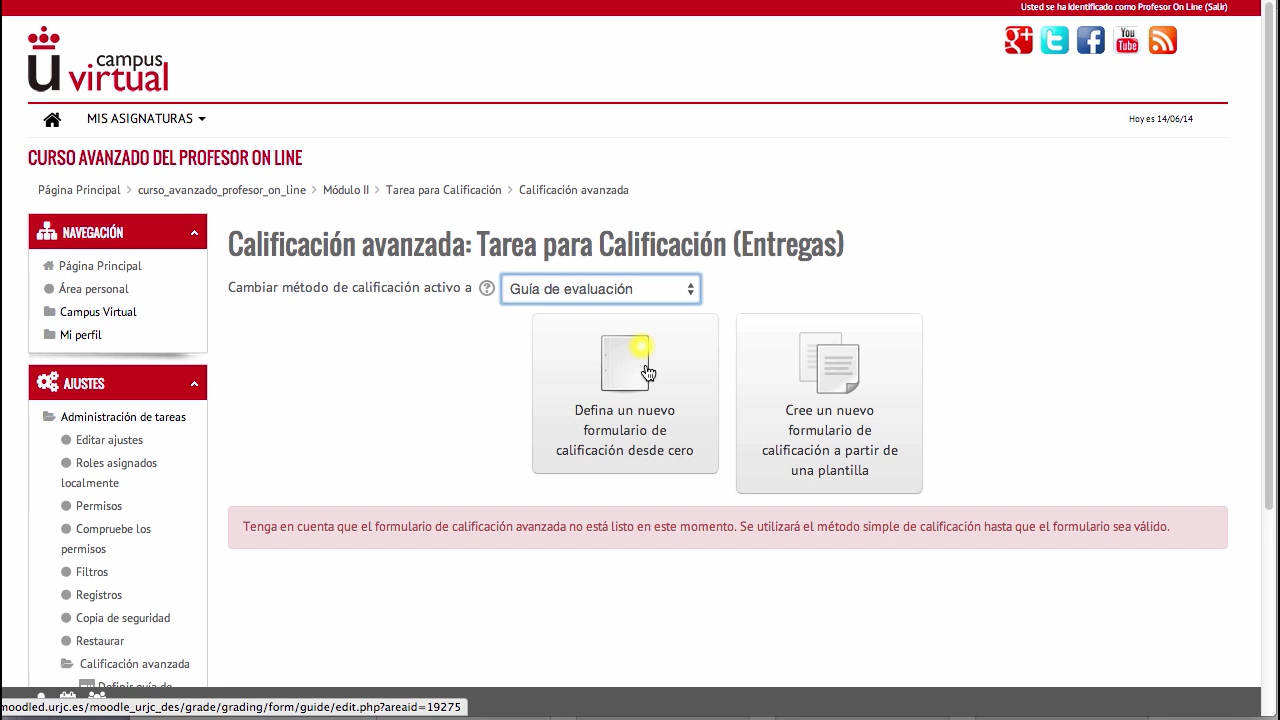 Usted se ha identificado como Profesor On Line (Salir)
campus
virtual
g+
You
Tube
MIS ASIGNATURAS
Hoy es 14/06/14
CURSO AVANZADO DEL PROFESOR ON LINE
Página Principal > curso_avanzado_profesor_on_line > Módulo II > Tarea para Calificación > Calificación avanzada
NAVEGACIÓN
Página Principal
Área personal
Campus Virtual
Mi perfil
AJUSTES
Administración de tareas
Editar ajustes
Roles asignados
localmente
Permisos
Compruebe los
permisos
Filtros
Registros
Copia de seguridad
Restaurar
Calificación avanzada
Definir guía de
Calificación avanzada: Tarea para Calificación (Entregas)
Cambiar método de calificación activo a
Guía de evaluación
Defina un nuevo
formulario de
calificación desde cero
Cree un nuevo
formulario de
calificación a partir de
una plantilla
Tenga en cuenta que el formulario de calificación avanzada no está listo en este momento. Se utilizará el método simple de calificación hasta que el formulario sea válido.
moodled.urjc.es/moodle_urjc_des/grade/grading/form/guide/edit.php?areaid=19275